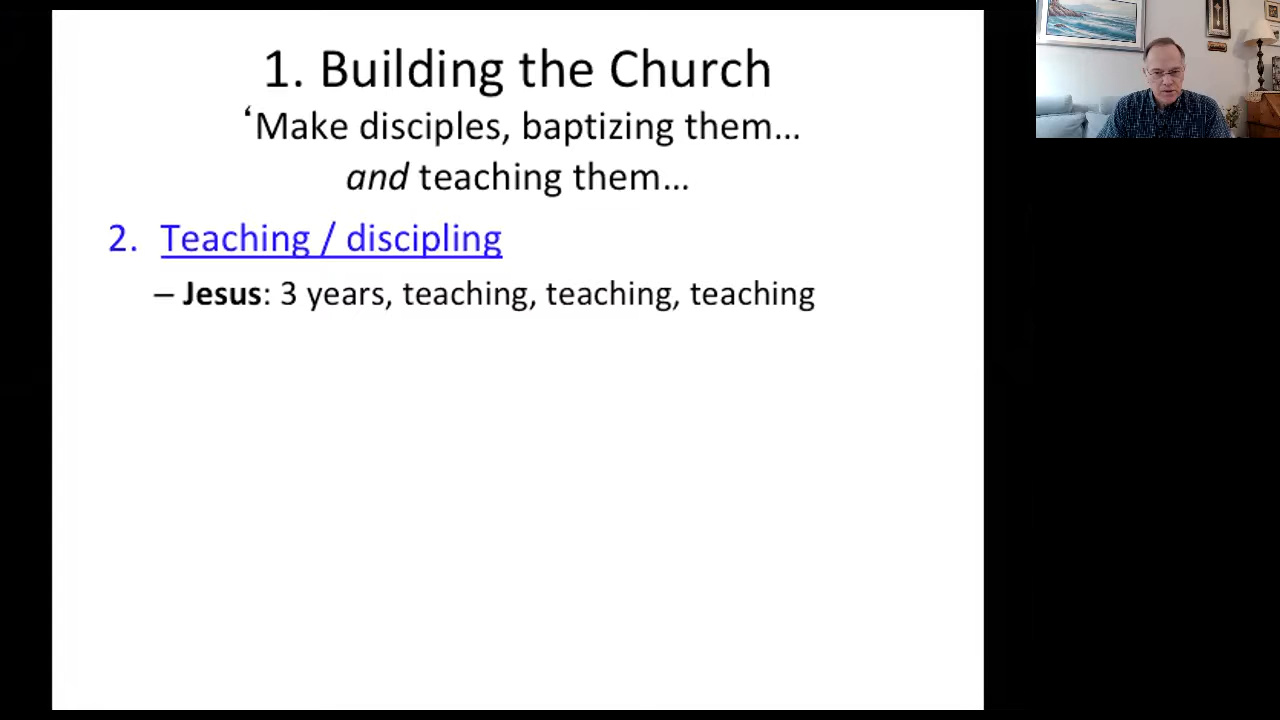 1. Building the Church
‘Make disciples, baptizing them…
and teaching them…
2. Teaching / discipling
– Jesus: 3 years, teaching, teaching, teaching